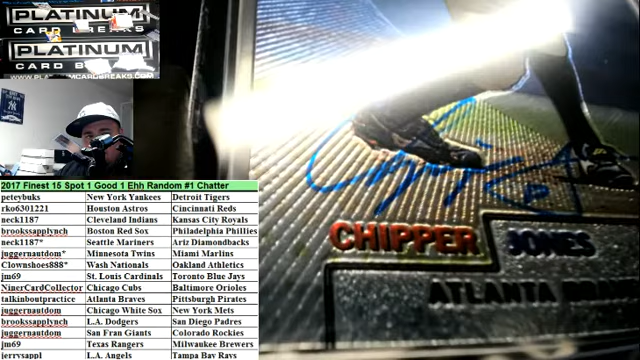 PLATINUM
CARD BREAKS
PLATINUM
CARD B
WWW.PLATINUMCARDBREAKS.COM
2017 Finest 15 Spot 1 Good 1 Ehh Random #1 Chatter
peteybuks New York Yankees Detroit Tigers
rko6301221 Houston Astros Cincinati Reds
neck1187 Cleveland Indians Kansas City Royals
brookssapplynch Boston Red Sox Philadelphia Phillies
neck1187* Seattle Mariners Ariz Diamondbacks
juggernautdom* Minnesota Twins Miami Marlins
Clownshoes888* Wash Nationals Oakland Athletics
jm69 St. Louis Cardinals Toronto Blue Jays
NinerCardCollector Chicago Cubs Baltimore Orioles
talkinboutpractice Atlanta Braves Pittsburgh Pirates
juggernautdom Chicago White Sox New York Mets
brookssapplynch L.A. Dodgers San Diego Padres
juggernautdom San Fran Giants Colorado Rockies
jm69 Texas Rangers Milwaukee Brewers
jerrysappl L.A. Angels Tampa Bay Rays
CHIPPER JONES
ATLANTA